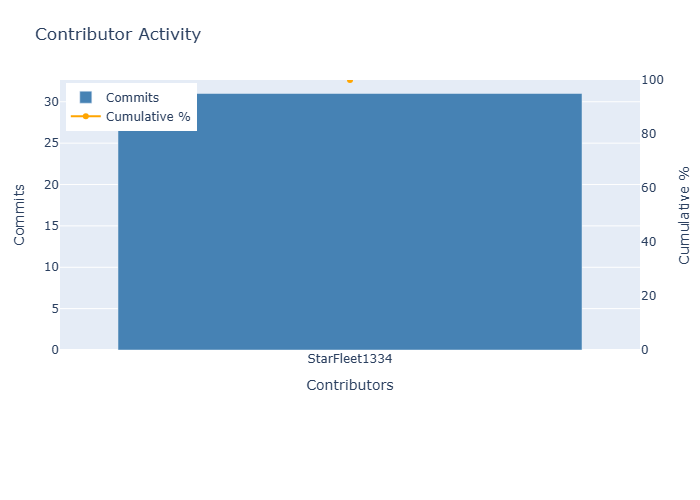 Contributor Activity
Commits
Cumulative %
30
25
20
15
10
5
0
Commits
100
80
60
40
20
0
Cumulative %
StarFleet1334
Contributors